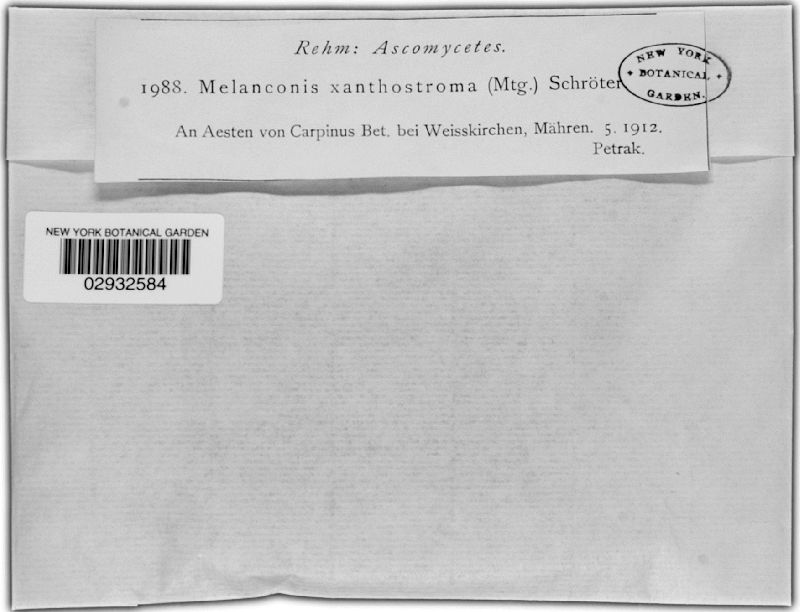 Rehm: Ascomycetes.
1988. Melanconis xanthostroma (Mtg.) Schröter.
NEW YORK
+ BOTANICAL +
GARDEN.
An Aesten von Carpinus Bet. bei Weisskirchen, Mähren. 5. 1912.
Petrak.
NEW YORK BOTANICAL GARDEN
02932584